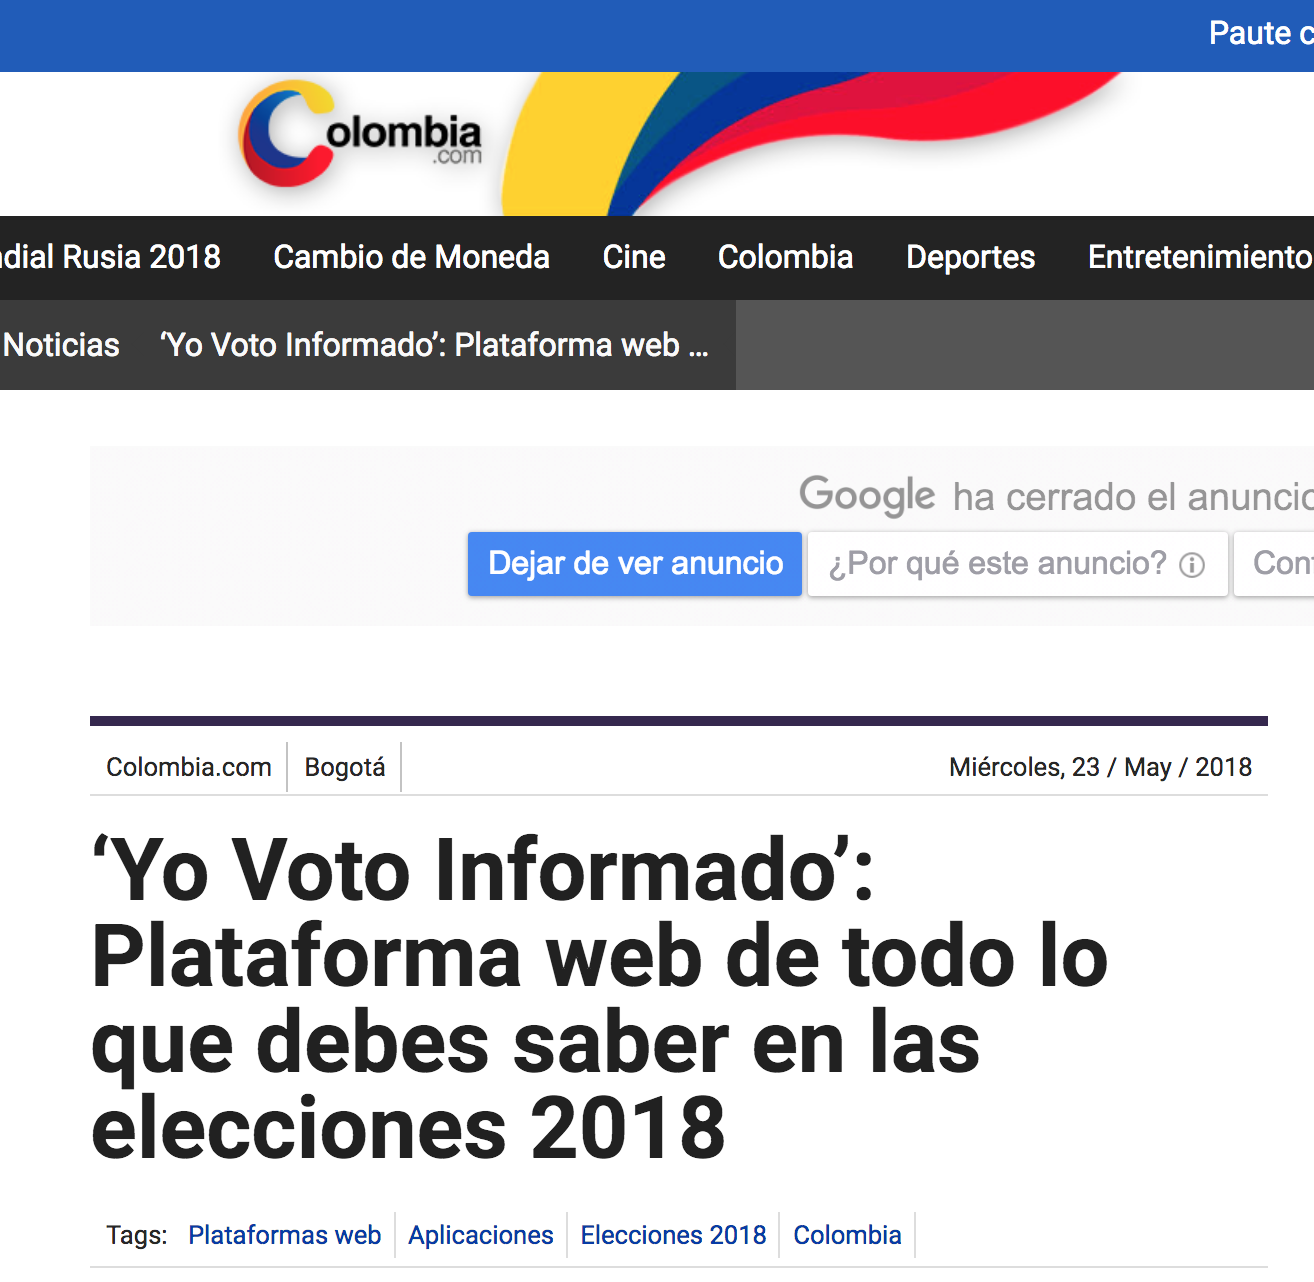 Paute c
Colombia
.com
ndial Rusia 2018 Cambio de Moneda Cine Colombia Deportes Entretenimiento
Noticias ‘Yo Voto Informado’: Plataforma web ...
Google ha cerrado el anuncio
Dejar de ver anuncio ¿Por qué este anuncio? Con
Colombia.com Bogotá Miércoles, 23 / May / 2018
‘Yo Voto Informado’:
Plataforma web de todo lo
que debes saber en las
elecciones 2018
Tags: Plataformas web Aplicaciones Elecciones 2018 Colombia